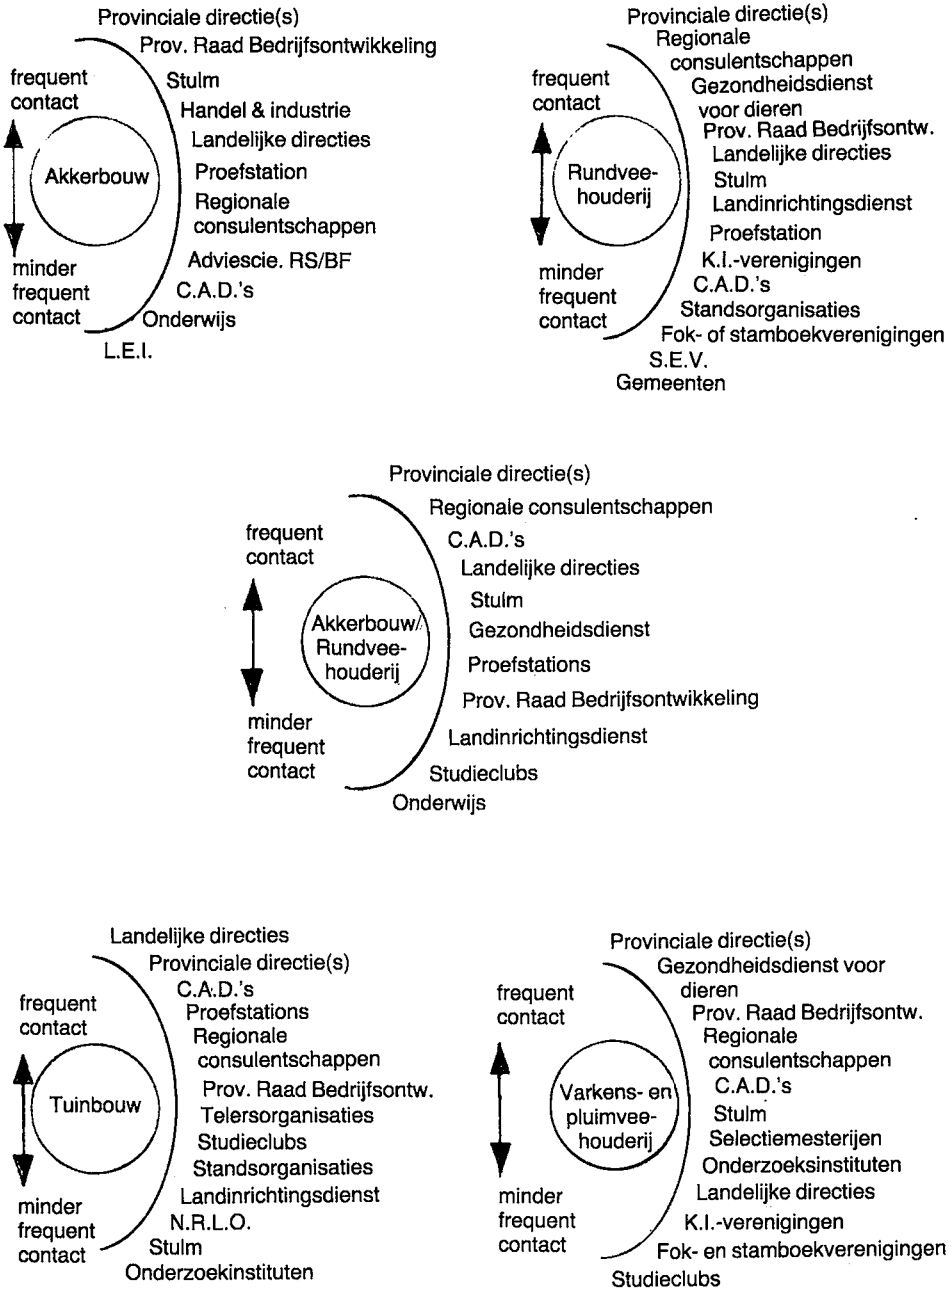 Provinciale directie(s)
Prov. Raad Bedrijfsontwikkeling
frequent
contact
Stulm
Handel & industrie
Landelijke directies
Akkerbouw
Proefstation
Regionale
consulentschappen
minder
frequent
contact
Adviescie. RS/BF
C.A.D.'s
Onderwijs
L.E.I.
Provinciale directie(s)
Regionale
consulentschappen
frequent
contact
Gezondheidsdienst
voor dieren
Prov. Raad Bedrijfsontw.
Landelijke directies
Rundvee-
houderij
Stulm
Landinrichtingsdienst
Proefstation
minder
frequent
contact
K.I.-verenigingen
C.A.D.'s
Standsorganisaties
Fok- of stamboekverenigingen
S.E.V.
Gemeenten
Provinciale directie(s)
Regionale consulentschappen
frequent
contact
C.A.D.'s
Landelijke directies
Stulm
Akkerbouw/
Rundvee-
houderij
Gezondheidsdienst
Proefstations
Prov. Raad Bedrijfsontwikkeling
minder
frequent
contact
Landinrichtingsdienst
Studieclubs
Onderwijs
Landelijke directies
Provinciale directie(s)
frequent
contact
C.A.D.'s
Proefstations
Regionale
consulentschappen
Tuinbouw
Prov. Raad Bedrijfsontw.
Telersorganisaties
Studieclubs
Standsorganisaties
minder
frequent
contact
Landinrichtingsdienst
N.R.L.O.
Stulm
Onderzoekinstituten
Provinciale directie(s)
Gezondheidsdienst voor
dieren
frequent
contact
Prov. Raad Bedrijfsontw.
Regionale
consulentschappen
Varkens- en
pluimvee-
houderij
C.A.D.'s
Stulm
Selectiemesterijen
Onderzoeksinstituten
minder
frequent
contact
Landelijke directies
K.I.-verenigingen
Fok- en stamboekverenigingen
Studieclubs